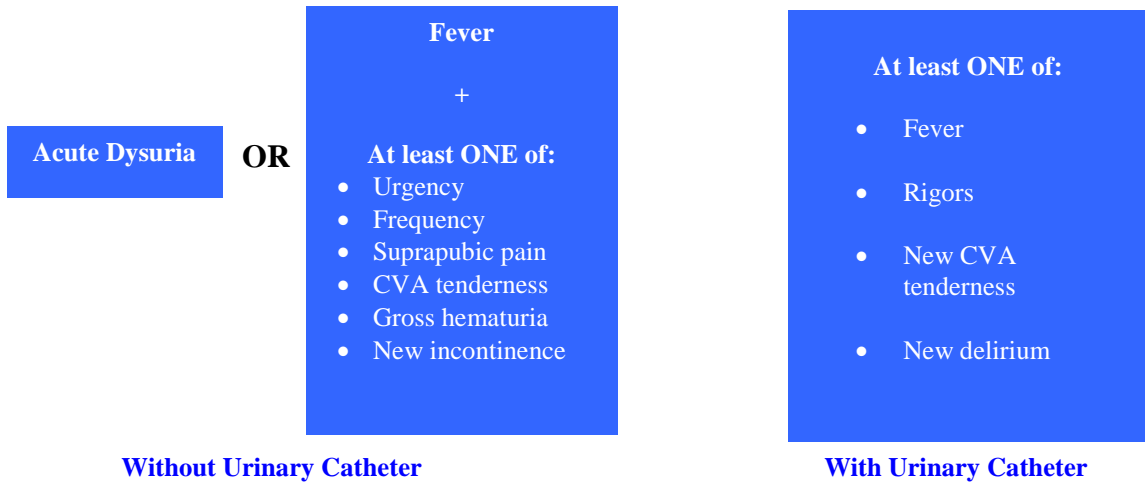 Acute Dysuria
OR
Fever
+
At least ONE of:
• Urgency
• Frequency
• Suprapubic pain
• CVA tenderness
• Gross hematuria
• New incontinence
Without Urinary Catheter
At least ONE of:
• Fever
• Rigors
• New CVA
tenderness
• New delirium
With Urinary Catheter